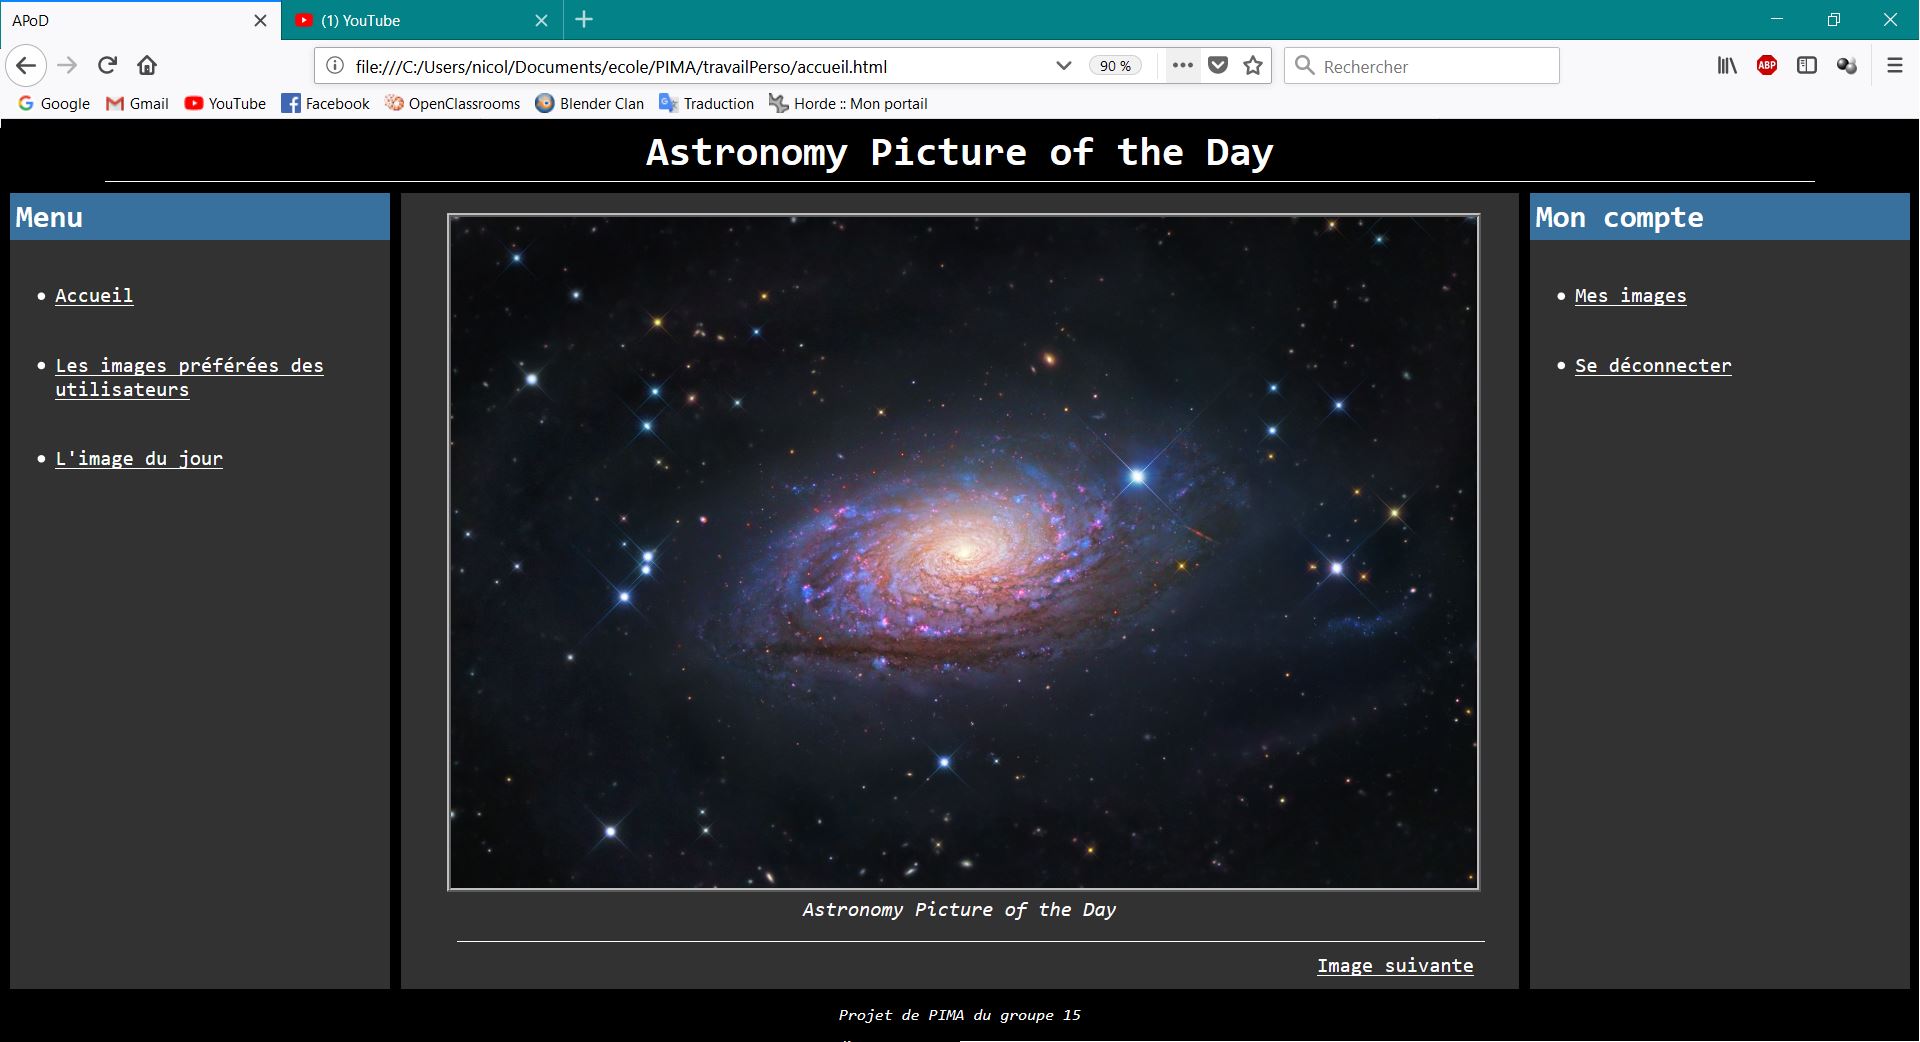 APoD
(1) YouTube
file:///C:/Users/nicol/Documents/ecole/PIMA/travailPerso/accueil.html
90 %
Rechercher
ABP
Google
Gmail
YouTube
Facebook
OpenClassrooms
Blender Clan
Traduction
Horde :: Mon portail
Astronomy Picture of the Day
Menu
Accueil
Les images préférées des
utilisateurs
L'image du jour
Astronomy Picture of the Day
Image suivante
Mon compte
Mes images
Se déconnecter
Projet de PIMA du groupe 15